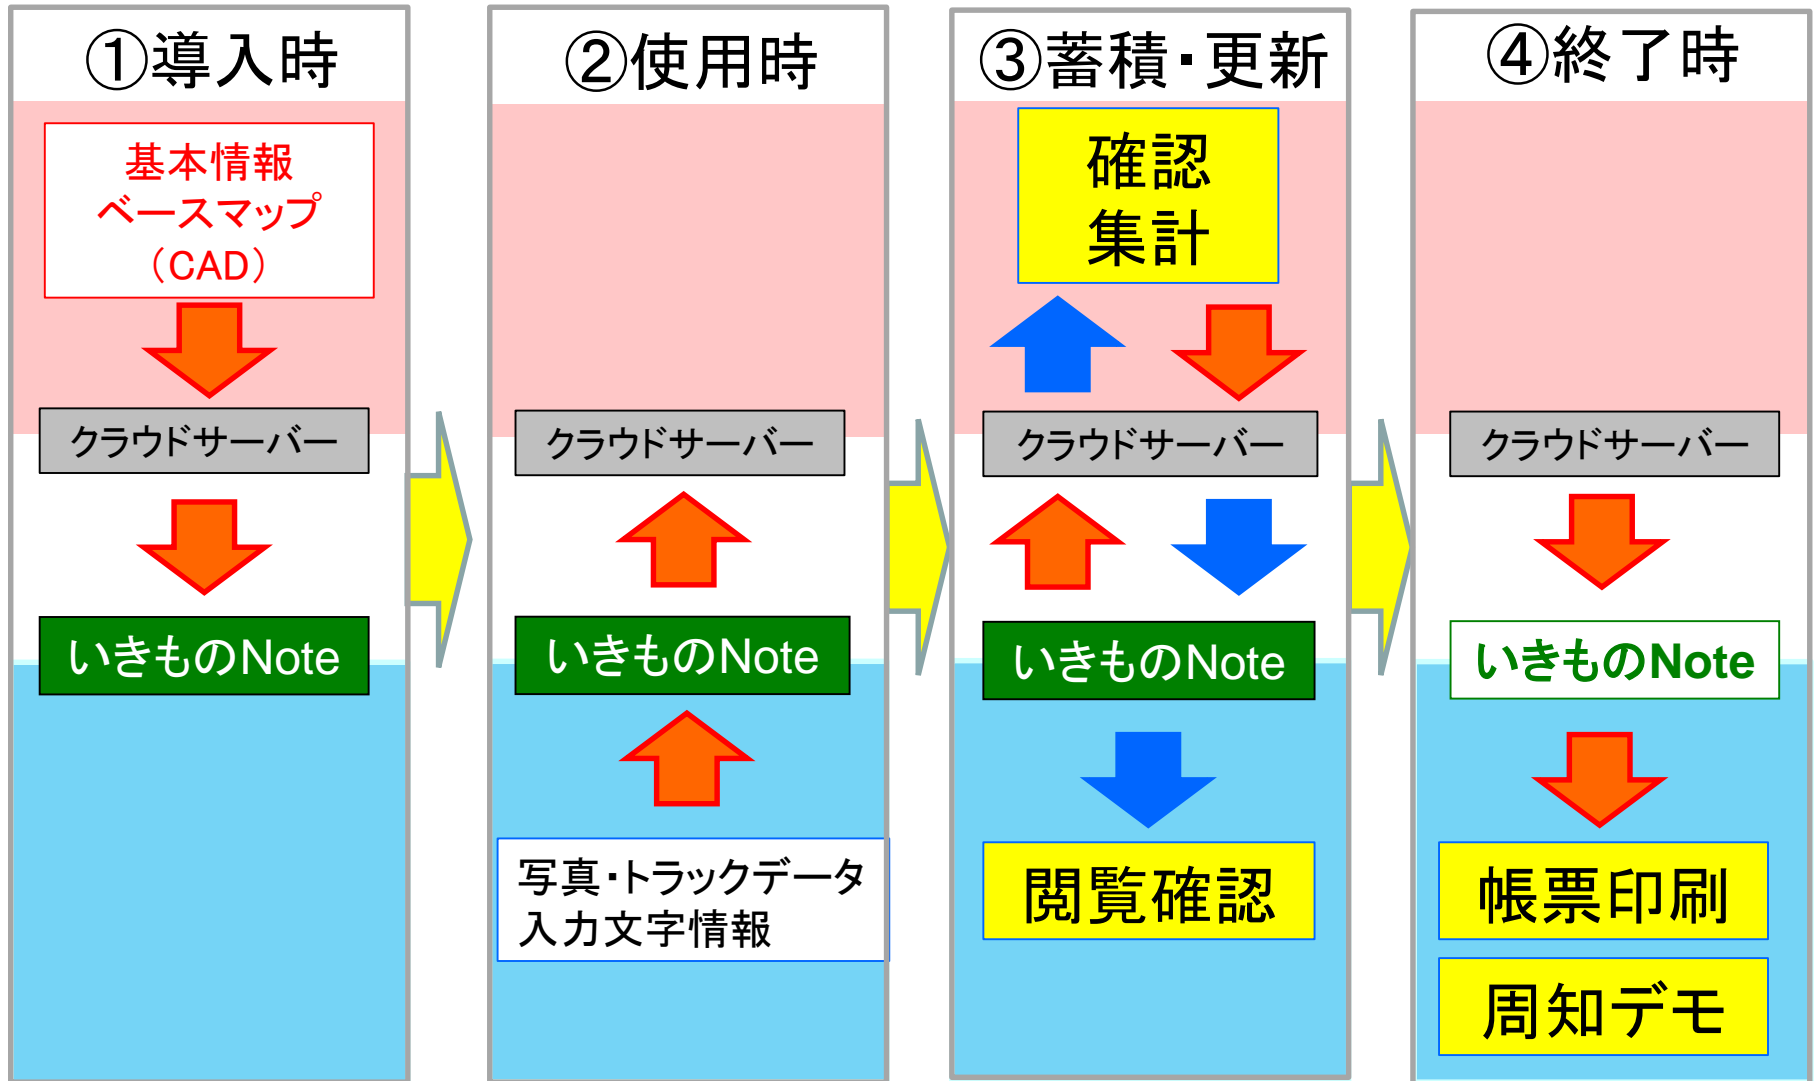 ①導入時
基本情報
ベースマップ
（CAD）
クラウドサーバー
いきものNote
②使用時
クラウドサーバー
いきものNote
写真・トラックデータ
入力文字情報
③蓄積・更新
確認
集計
クラウドサーバー
いきものNote
閲覧確認
④終了時
クラウドサーバー
いきものNote
帳票印刷
周知デモ